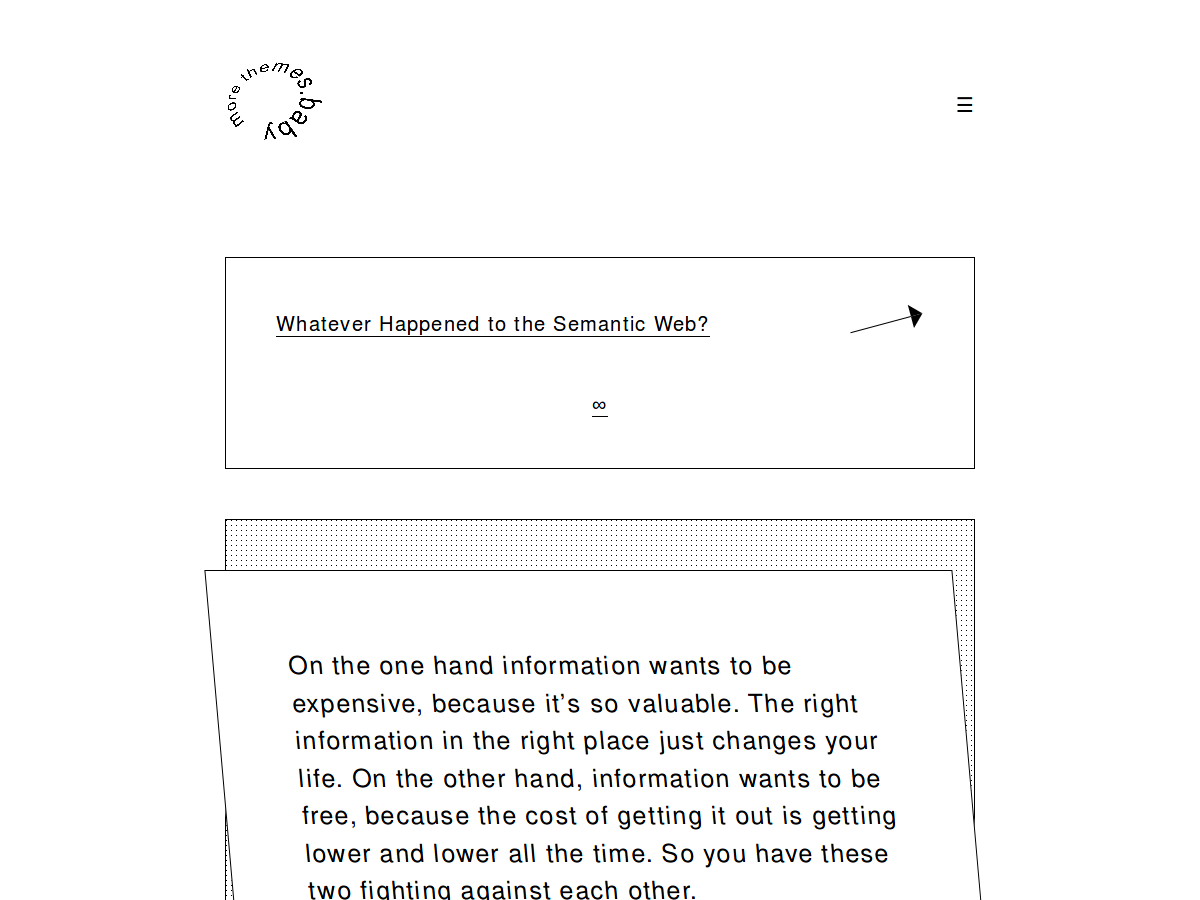 more themes.baby
☰
Whatever Happened to the Semantic Web?
∞
On the one hand information wants to be
expensive, because it’s so valuable. The right
information in the right place just changes your
life. On the other hand, information wants to be
free, because the cost of getting it out is getting
lower and lower all the time. So you have these
two fighting against each other.